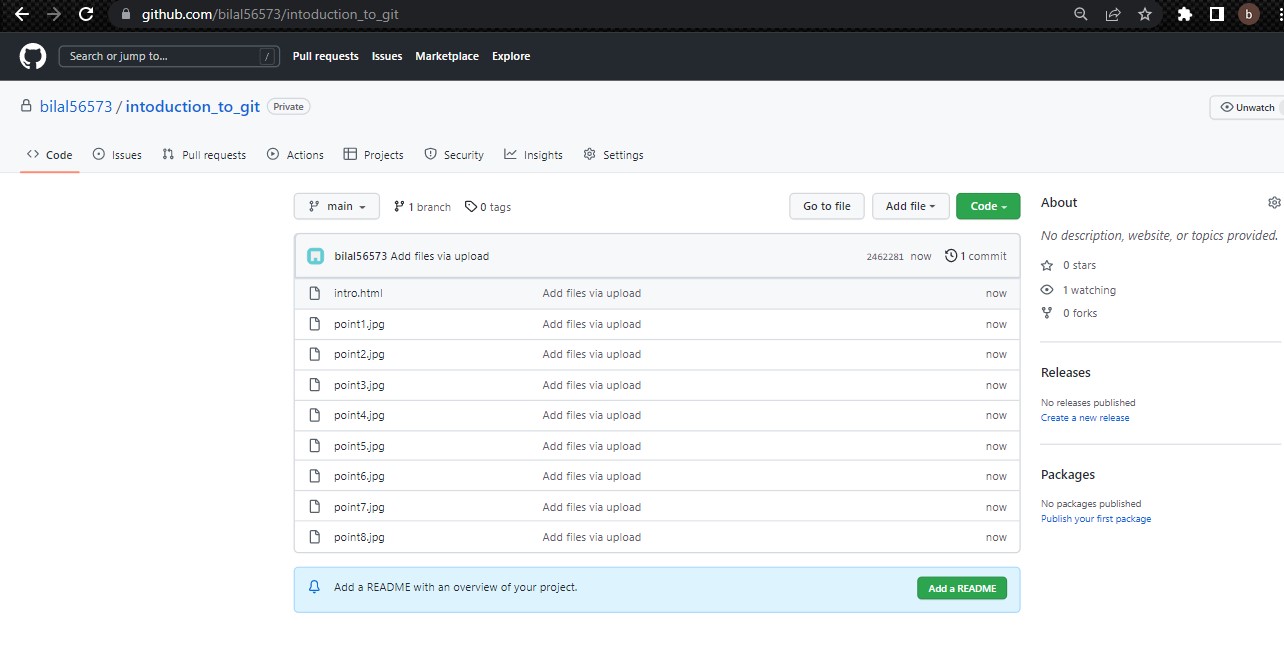 github.com/bilal56573/intoduction_to_git
b
Search or jump to... / Pull requests Issues Marketplace Explore
bilal56573 / intoduction_to_git Private
Unwatch
Code Issues Pull requests Actions Projects Security Insights Settings
main 1 branch 0 tags Go to file Add file Code
bilal56573 Add files via upload 2462281 now 1 commit
intro.html Add files via upload now
point1.jpg Add files via upload now
point2.jpg Add files via upload now
point3.jpg Add files via upload now
point4.jpg Add files via upload now
point5.jpg Add files via upload now
point6.jpg Add files via upload now
point7.jpg Add files via upload now
point8.jpg Add files via upload now
Add a README with an overview of your project. Add a README
About
No description, website, or topics provided.
0 stars
1 watching
0 forks
Releases
No releases published
Create a new release
Packages
No packages published
Publish your first package